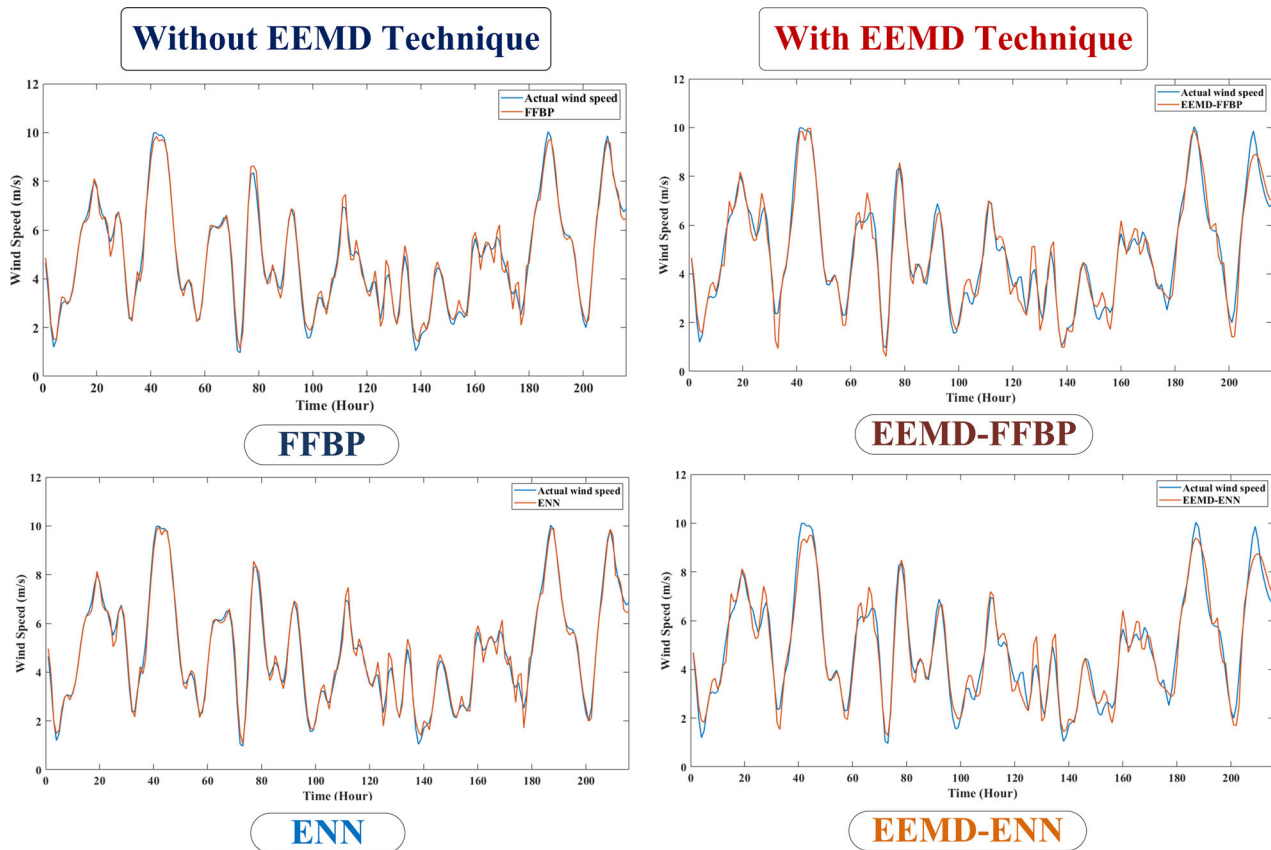 Without EEMD Technique
With EEMD Technique
12
10
8
6
4
2
0
Wind Speed (m/s)
Actual wind speed
FFBP
0 20 40 60 80 100 120 140 160 180 200
Time (Hour)
FFBP
12
10
8
6
4
2
0
Wind Speed (m/s)
Actual wind speed
EEMD-FFBP
0 20 40 60 80 100 120 140 160 180 200
Time (Hour)
EEMD-FFBP
12
10
8
6
4
2
0
Wind Speed (m/s)
Actual wind speed
ENN
0 20 40 60 80 100 120 140 160 180 200
Time (Hour)
ENN
12
10
8
6
4
2
0
Wind Speed (m/s)
Actual wind speed
EEMD-ENN
0 20 40 60 80 100 120 140 160 180 200
Time (Hour)
EEMD-ENN